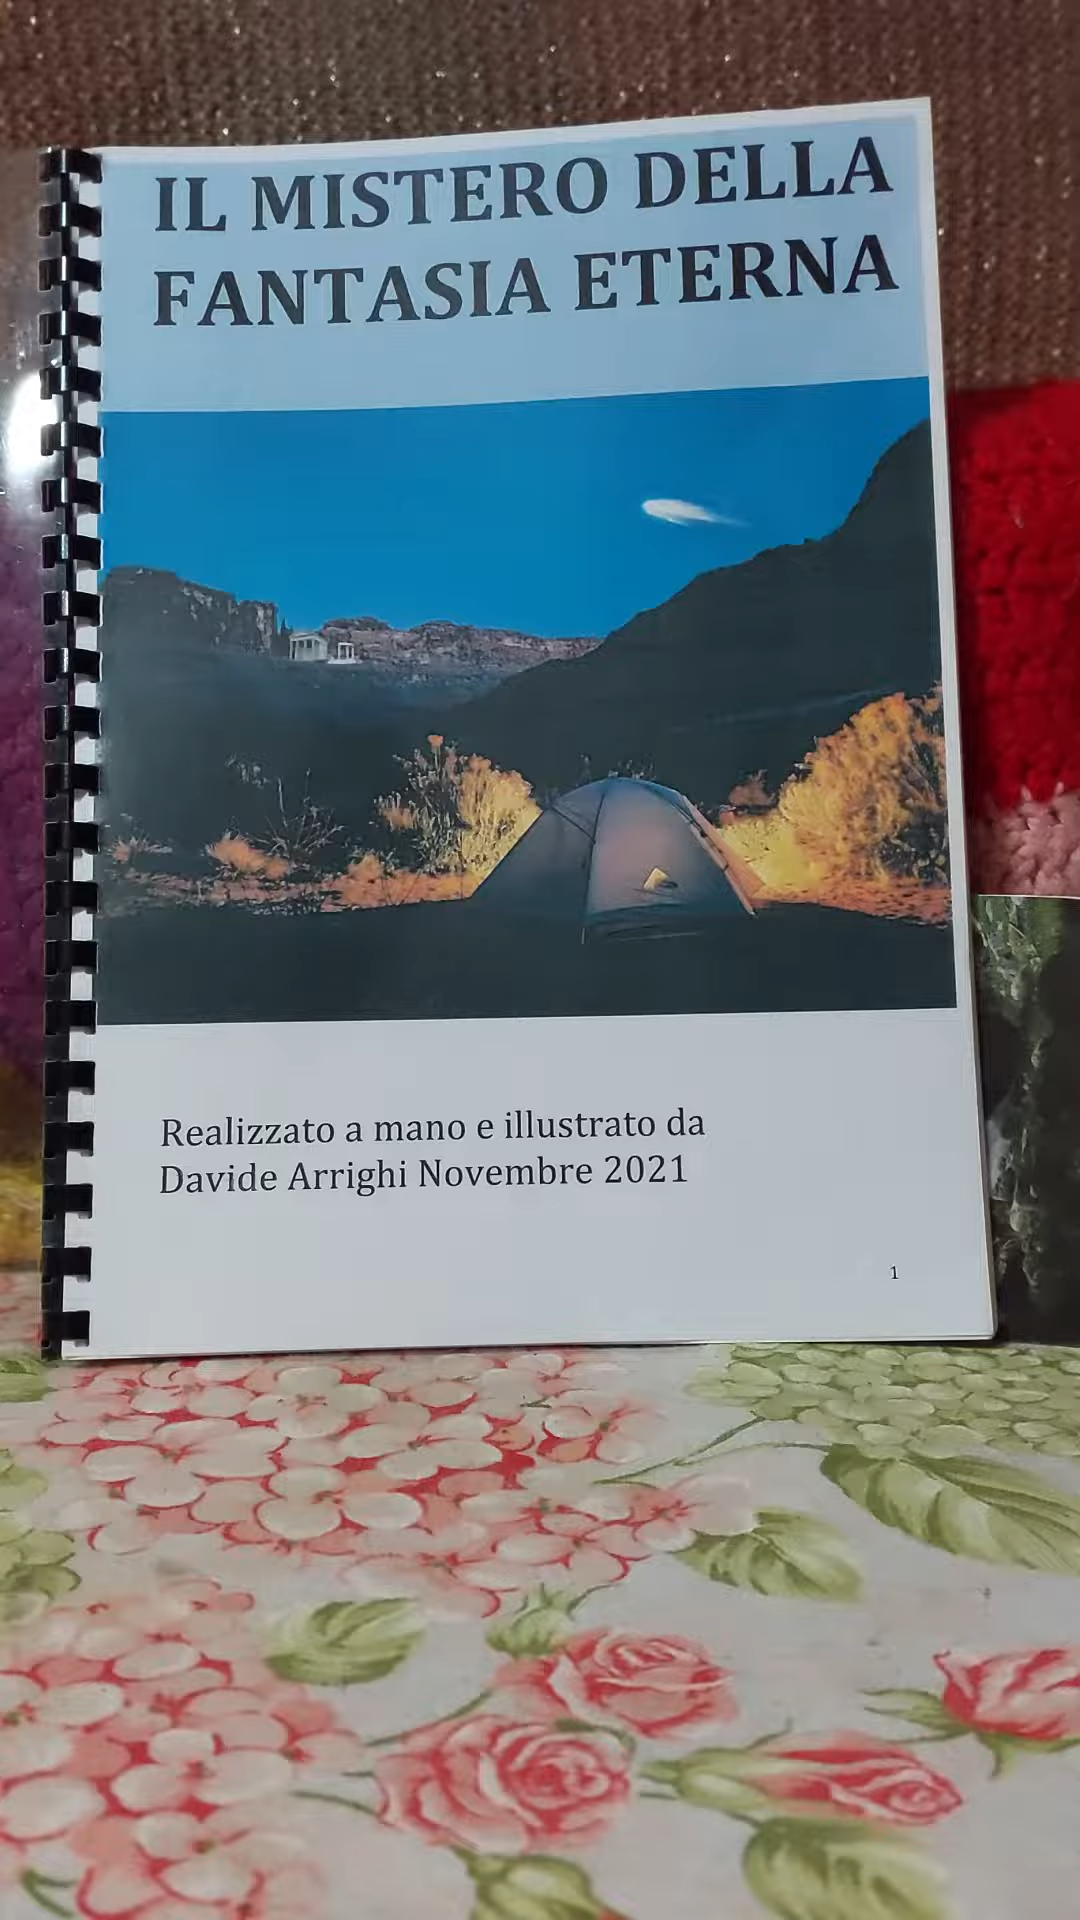 IL MISTERO DELLA
FANTASIA ETERNA
Realizzato a mano e illustrato da
Davide Arrighi Novembre 2021
1